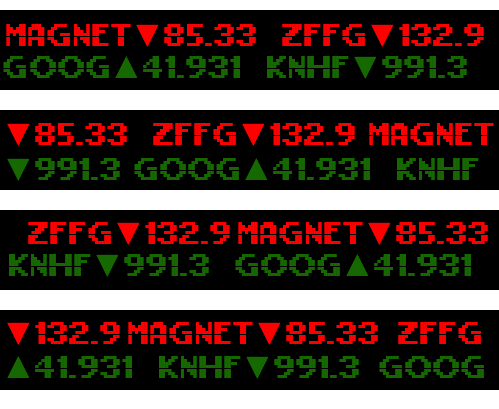 MAGNET▼85.33 ZFFG▼132.9
GOOG▲41.931 KNHF▼991.3
▼85.33 ZFFG▼132.9 MAGNET
▼991.3 GOOG▲41.931 KNHF
ZFFG▼132.9 MAGNET▼85.33
KNHF▼991.3 GOOG▲41.931
▼132.9 MAGNET▼85.33 ZFFG
▲41.931 KNHF▼991.3 GOOG